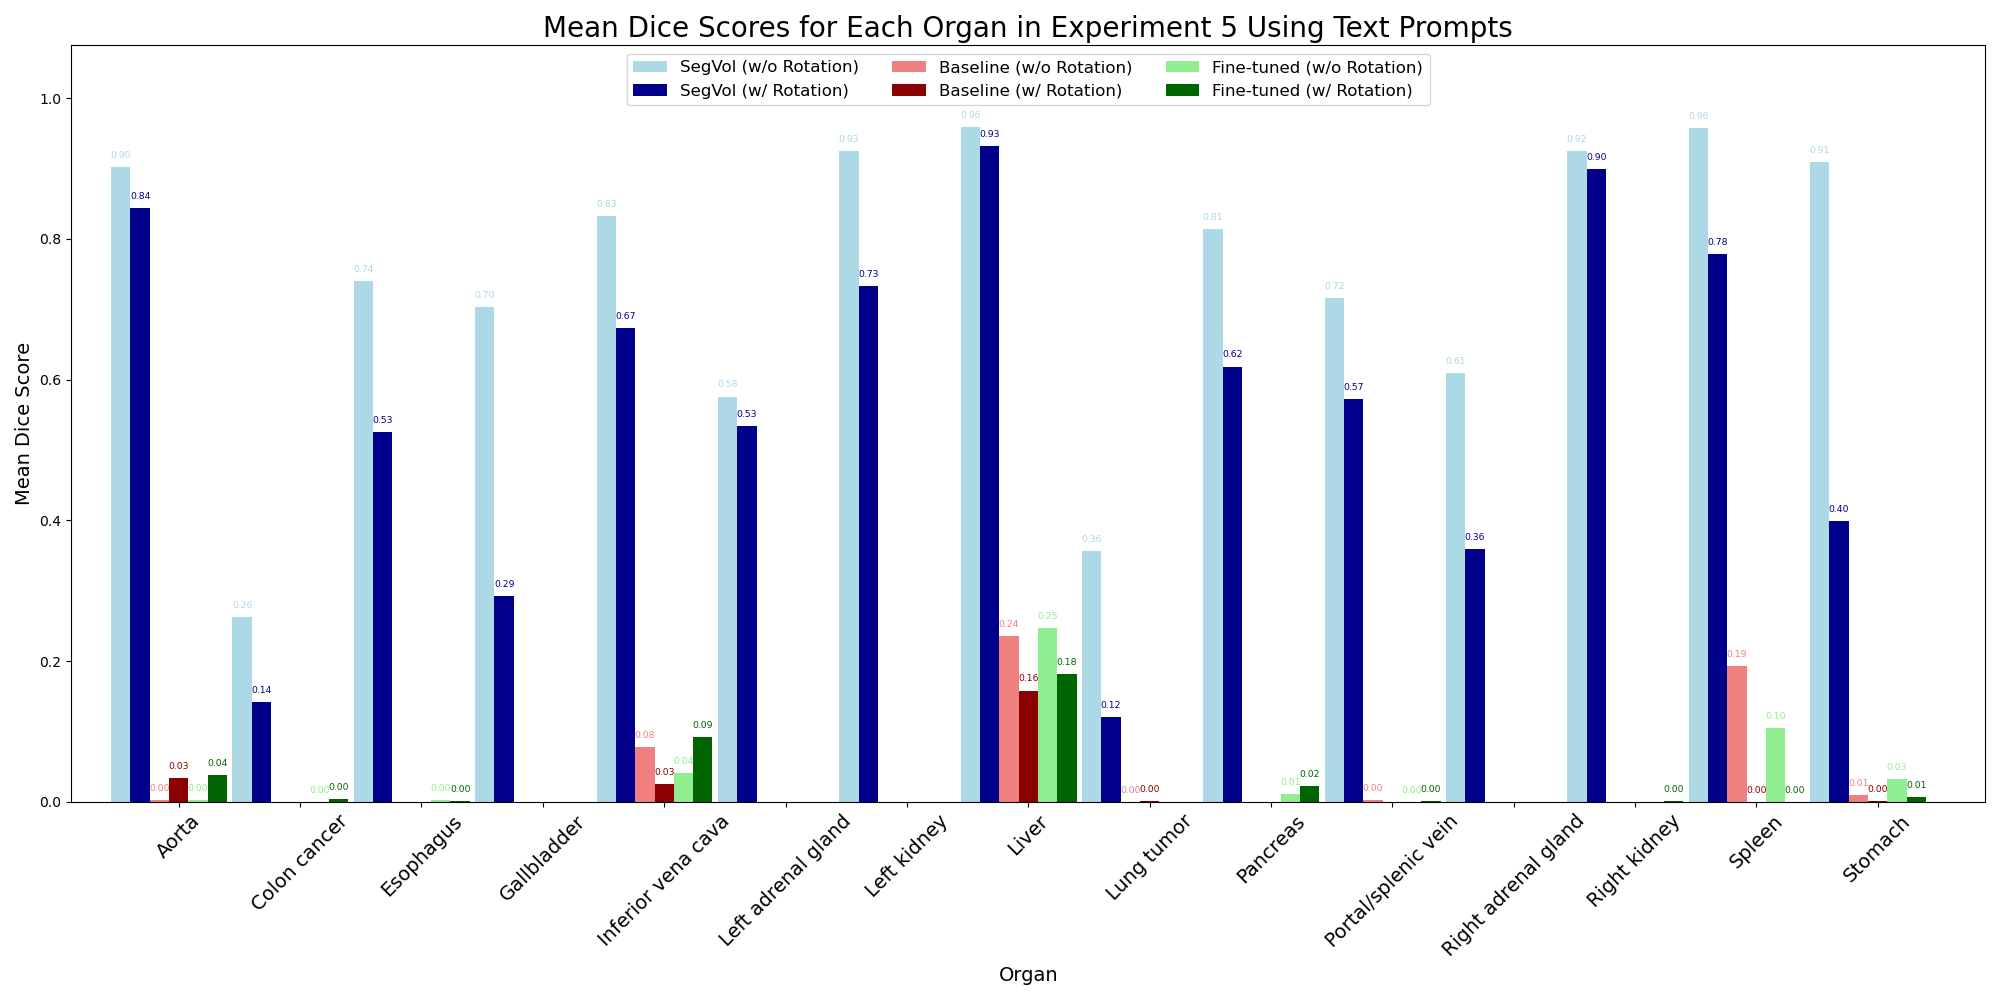 Mean Dice Scores for Each Organ in Experiment 5 Using Text Prompts
SegVol (w/o Rotation) Baseline (w/o Rotation) Fine-tuned (w/o Rotation)
SegVol (w/ Rotation) Baseline (w/ Rotation) Fine-tuned (w/ Rotation)
Mean Dice Score
1.0
0.8
0.6
0.4
0.2
0.0
0.90 0.84 0.00 0.03 0.00 0.04
0.26 0.14 0.00 0.00
0.74 0.53 0.00 0.00
0.70 0.29
0.83 0.67 0.08 0.03 0.04 0.09
0.58 0.53
0.93 0.73
0.96 0.93 0.24 0.16 0.25 0.18
0.36 0.12 0.00 0.00
0.81 0.62 0.01 0.02
0.72 0.57 0.00 0.00 0.00
0.61 0.36
0.92 0.90 0.00
0.96 0.78 0.19 0.00 0.10 0.00
0.91 0.40 0.01 0.00 0.03 0.01
Aorta
Colon cancer
Esophagus
Gallbladder
Inferior vena cava
Left adrenal gland
Left kidney
Liver
Lung tumor
Pancreas
Portal/splenic vein
Right adrenal gland
Right kidney
Spleen
Stomach
Organ